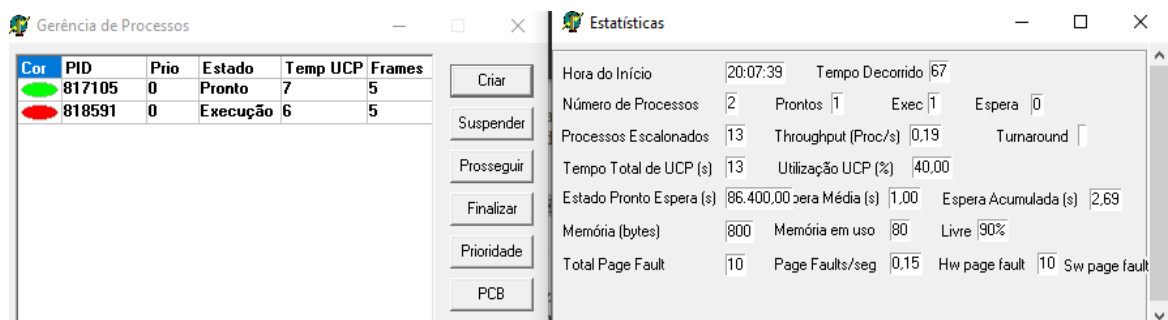 Gerência de Processos
Cor PID Prio Estado Temp UCP Frames
817105 0 Pronto 7 5
818591 0 Execução 6 5
Criar
Suspender
Prosseguir
Finalizar
Prioridade
PCB
Estatísticas
Hora do Início 20:07:39 Tempo Decorrido 67
Número de Processos 2 Prontos 1 Exec 1 Espera 0
Processos Escalonados 13 Throughput (Proc/s) 0,19 Turnaround
Tempo Total de UCP (s) 13 Utilização UCP (%) 40,00
Estado Pronto Espera (s) 86.400,00 pera Média (s) 1,00 Espera Acumulada (s) 2,69
Memória (bytes) 800 Memória em uso 80 Livre 90%
Total Page Fault 10 Page Faults/seg 0,15 Hw page fault 10 Sw page fault